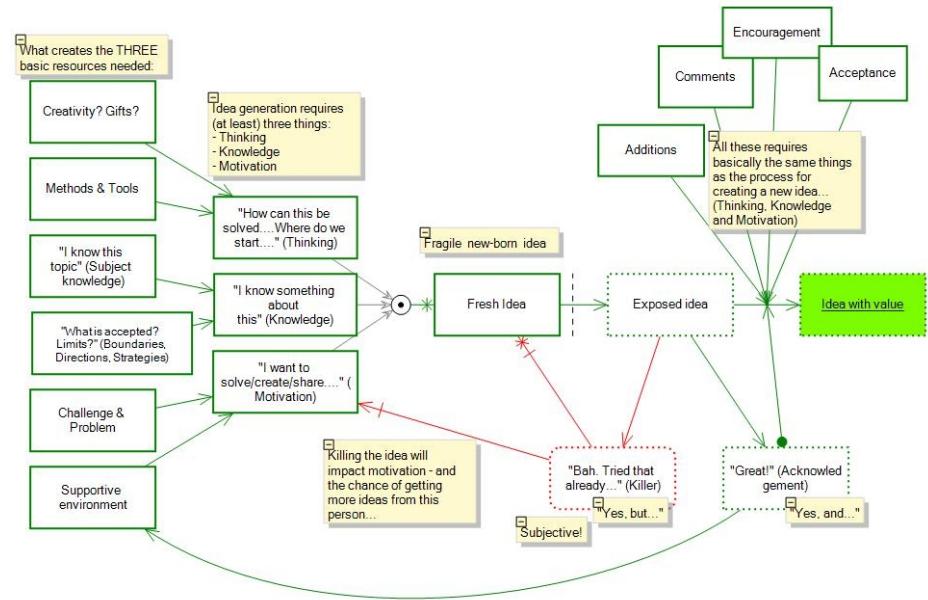 What creates the THREE
basic resources needed:
Creativity? Gifts?
Methods & Tools
"I know this
topic" (Subject
knowledge)
"What is accepted?
Limits?" (Boundaries,
Directions, Strategies)
Challenge &
Problem
Supportive
environment
Idea generation requires
(at least) three things:
- Thinking
- Knowledge
- Motivation
"How can this be
solved....Where do we
start...." (Thinking)
"I know something
about
this" (Knowledge)
"I want to
solve/create/share...." (
Motivation)
Killing the idea will
impact motivation - and
the chance of getting
more ideas from this
person...
Fragile new-born idea
Fresh Idea
Exposed idea
"Bah. Tried that
already..." (Killer)
"Yes, but..."
Subjective!
Encouragement
Comments
Acceptance
Additions
All these requires
basically the same things
as the process for
creating a new idea...
(Thinking, Knowledge
and Motivation)
Idea with value
"Great!" (Acknowled
gement)
"Yes, and..."